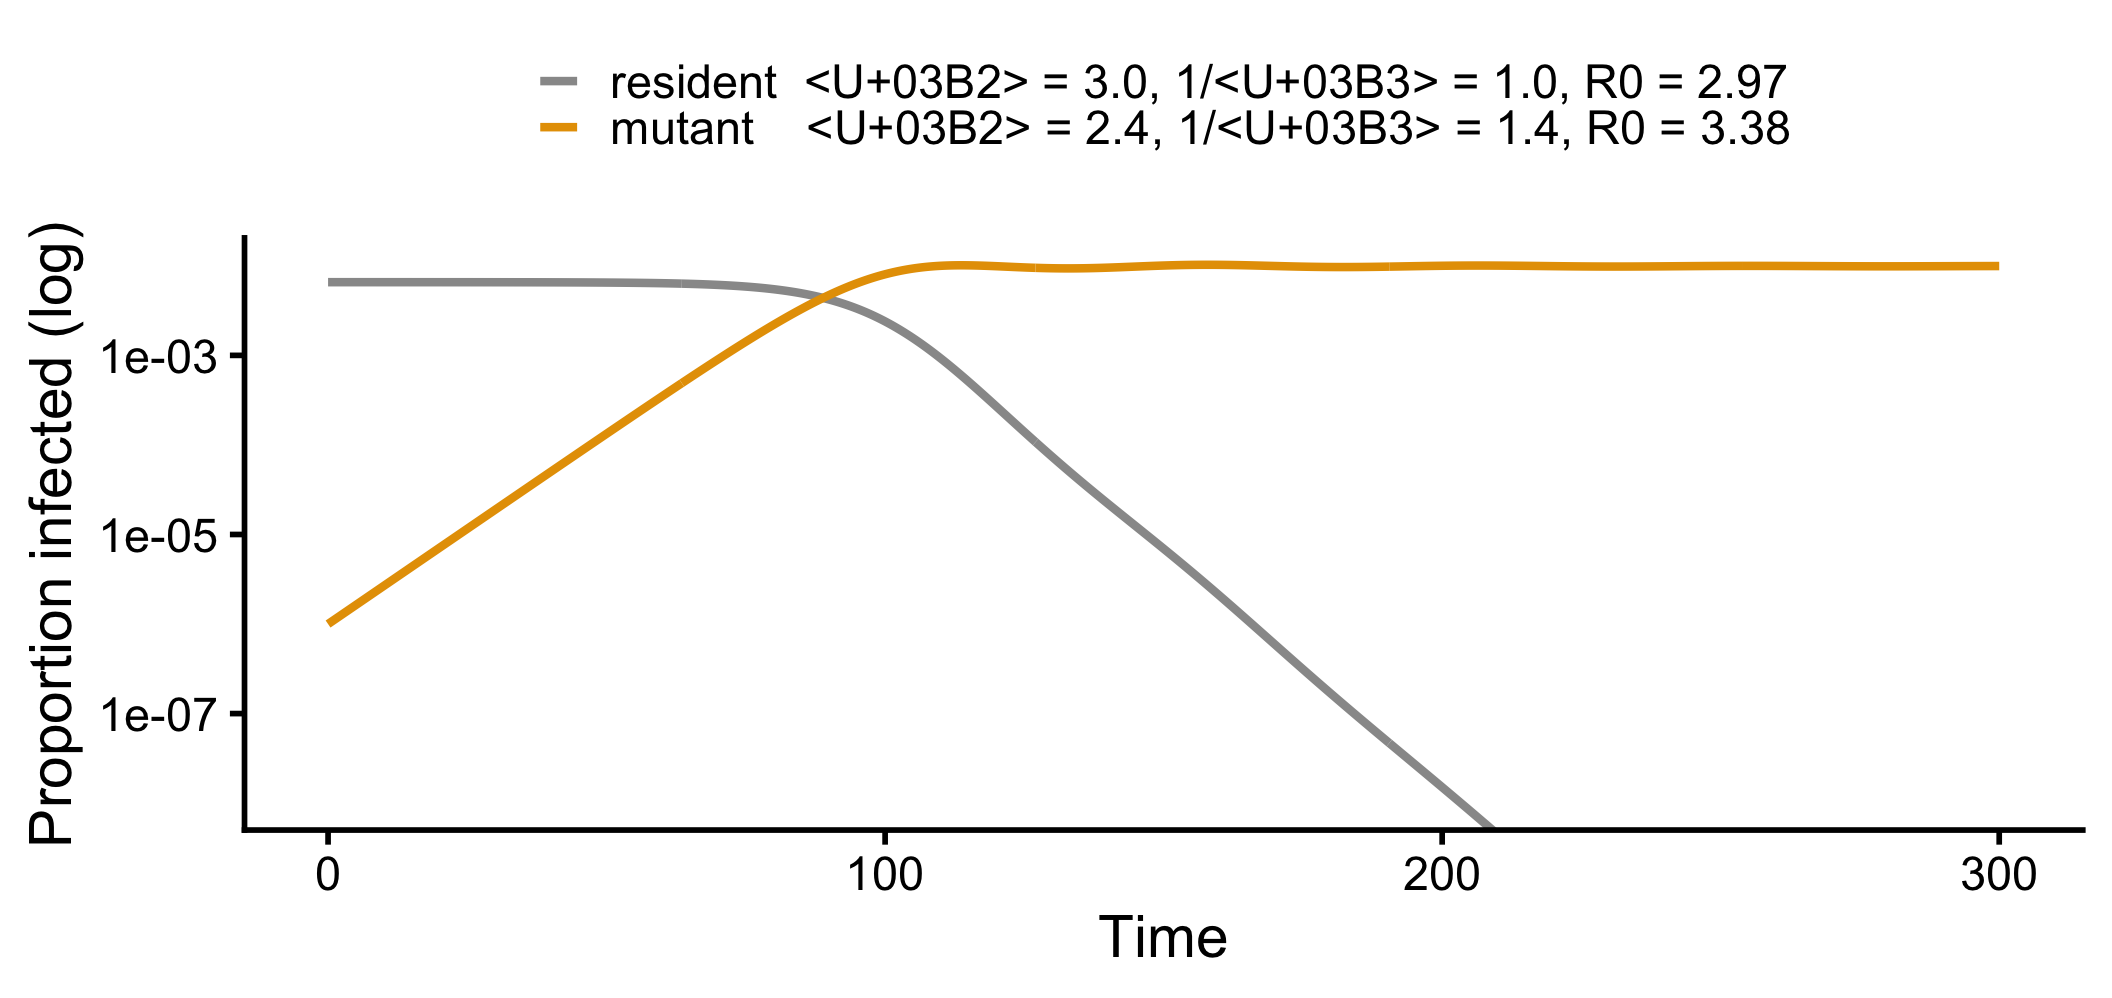 resident <U+03B2> = 3.0, 1/<U+03B3> = 1.0, R0 = 2.97
mutant <U+03B2> = 2.4, 1/<U+03B3> = 1.4, R0 = 3.38
Proportion infected (log)
1e-03
1e-05
1e-07
0 100 200 300
Time